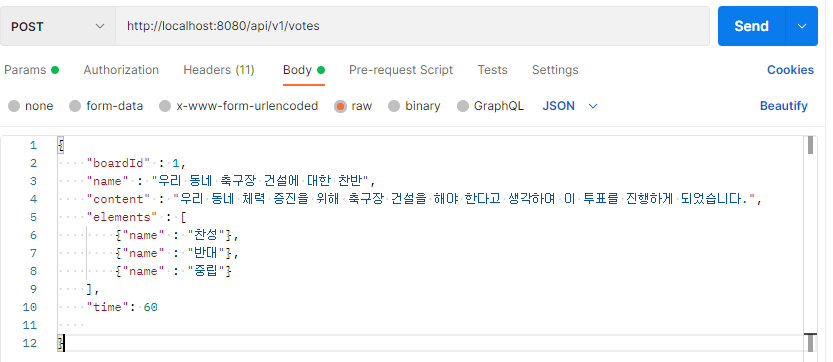 POST http://localhost:8080/api/v1/votes Send
Params Authorization Headers (11) Body Pre-request Script Tests Settings Cookies
none form-data x-www-form-urlencoded raw binary GraphQL JSON Beautify
1 {
2 "boardId" : 1,
3 "name" : "우리 동네 축구장 건설에 대한 찬반",
4 "content" : "우리 동네 체력 증진을 위해 축구장 건설을 해야 한다고 생각하여 이 투표를 진행하게 되었습니다.",
5 "elements" : [
6 {"name" : "찬성"},
7 {"name" : "반대"},
8 {"name" : "중립"}
9 ],
10 "time": 60
11
12 }